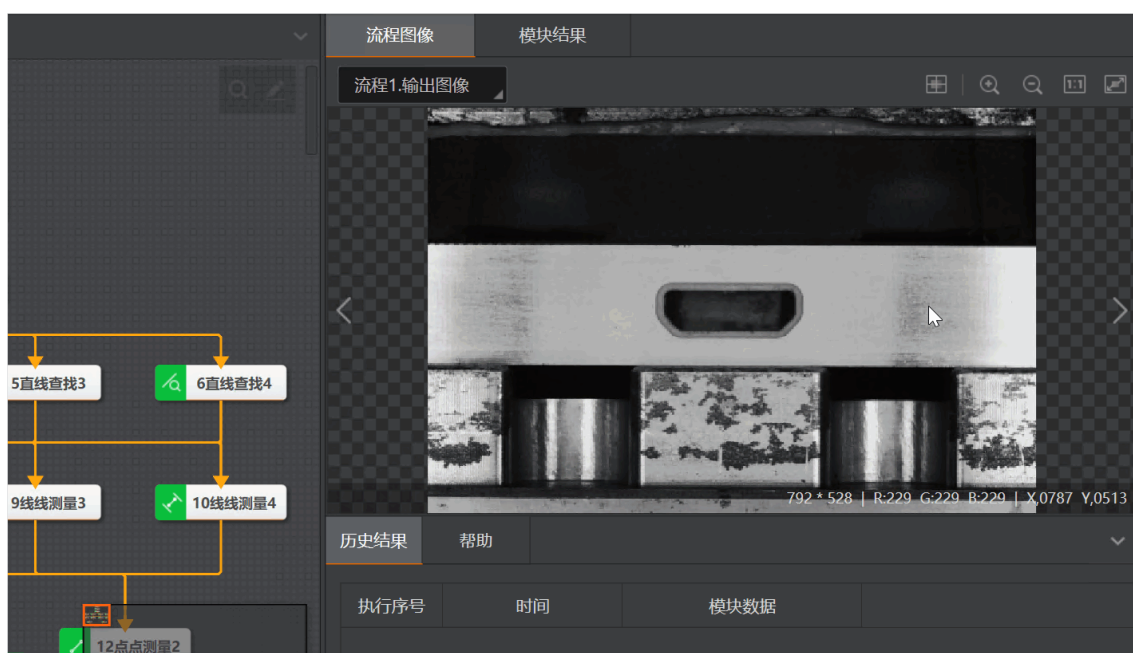 流程图像
模块结果
流程1.输出图像
1:1
5直线查找3
6直线查找4
9线线测量3
10线线测量4
792 * 528 | R:229 G:229 B:229 | X,0787 Y,0513
历史结果
帮助
执行序号
时间
模块数据
12点点测量2